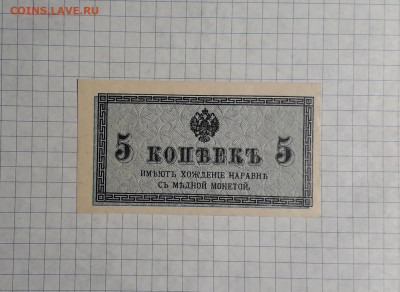 COINS.LAVE.RU
5 КОПѢЕКЪ 5
ИМѢЮТЪ ХОЖДЕНІЕ НАРАВНѢ
СЪ МѢДНОЙ МОНЕТОЙ.